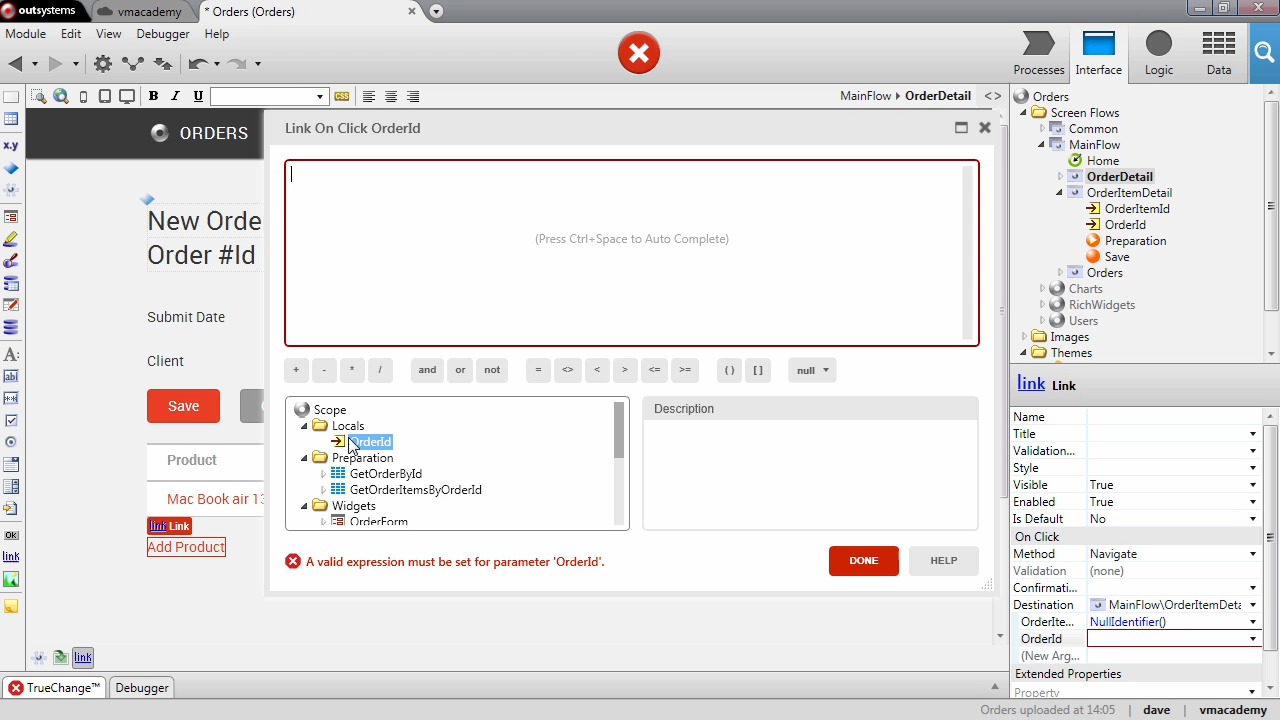 outsystems
vmacademy
* Orders (Orders)
Module Edit View Debugger Help
Processes Interface Logic Data
B I U
MainFlow OrderDetail <>
ORDERS
New Orde
Order #Id
Submit Date
Client
Save
Product
Mac Book air 13
link Link
Add Product
Link On Click OrderId
(Press Ctrl+Space to Auto Complete)
+ - * / and or not = <> < > <= >= ( ) [ ] null
Scope
Locals
OrderId
Preparation
GetOrderById
GetOrderItemsByOrderId
Widgets
OrderForm
Description
A valid expression must be set for parameter 'OrderId'.
DONE HELP
x.y
OK
link
link
TrueChange™ Debugger
Orders
Screen Flows
Common
MainFlow
Home
OrderDetail
OrderItemDetail
OrderItemId
OrderId
Preparation
Save
Orders
Charts
RichWidgets
Users
Images
Themes
link Link
Name
Title
Validation...
Style
Visible True
Enabled True
Is Default No
On Click
Method Navigate
Validation (none)
Confirmati...
Destination MainFlow\OrderItemDeta
OrderIte... NullIdentifier()
OrderId
(New Arg...
Extended Properties
Property
Orders uploaded at 14:05 | dave | vmacademy